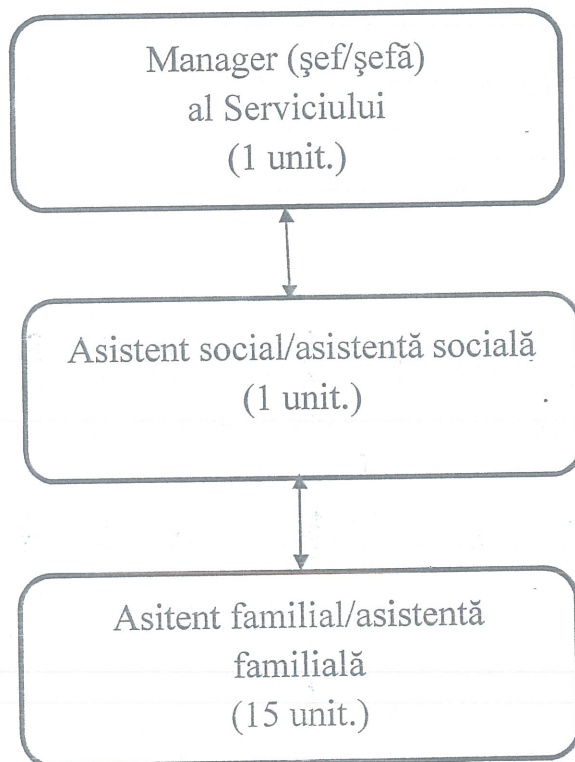 Manager (şef/şefă)
al Serviciului
(1 unit.)
Asistent social/asistentă socială
(1 unit.)
Asitent familial/asistentă
familială
(15 unit.)